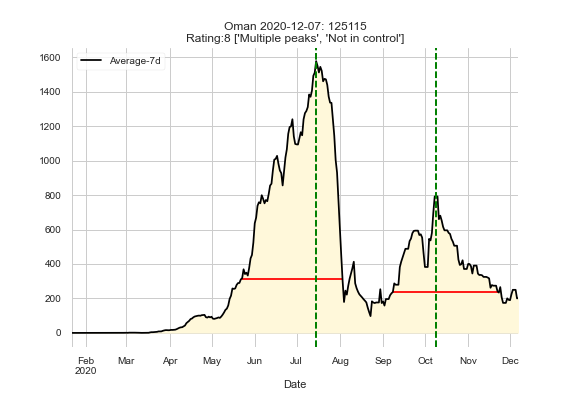 Oman 2020-12-07: 125115
Rating:8 ['Multiple peaks', 'Not in control']
Average-7d
1600
1400
1200
1000
800
600
400
200
0
Feb Mar Apr May Jun Jul Aug Sep Oct Nov Dec
2020
Date